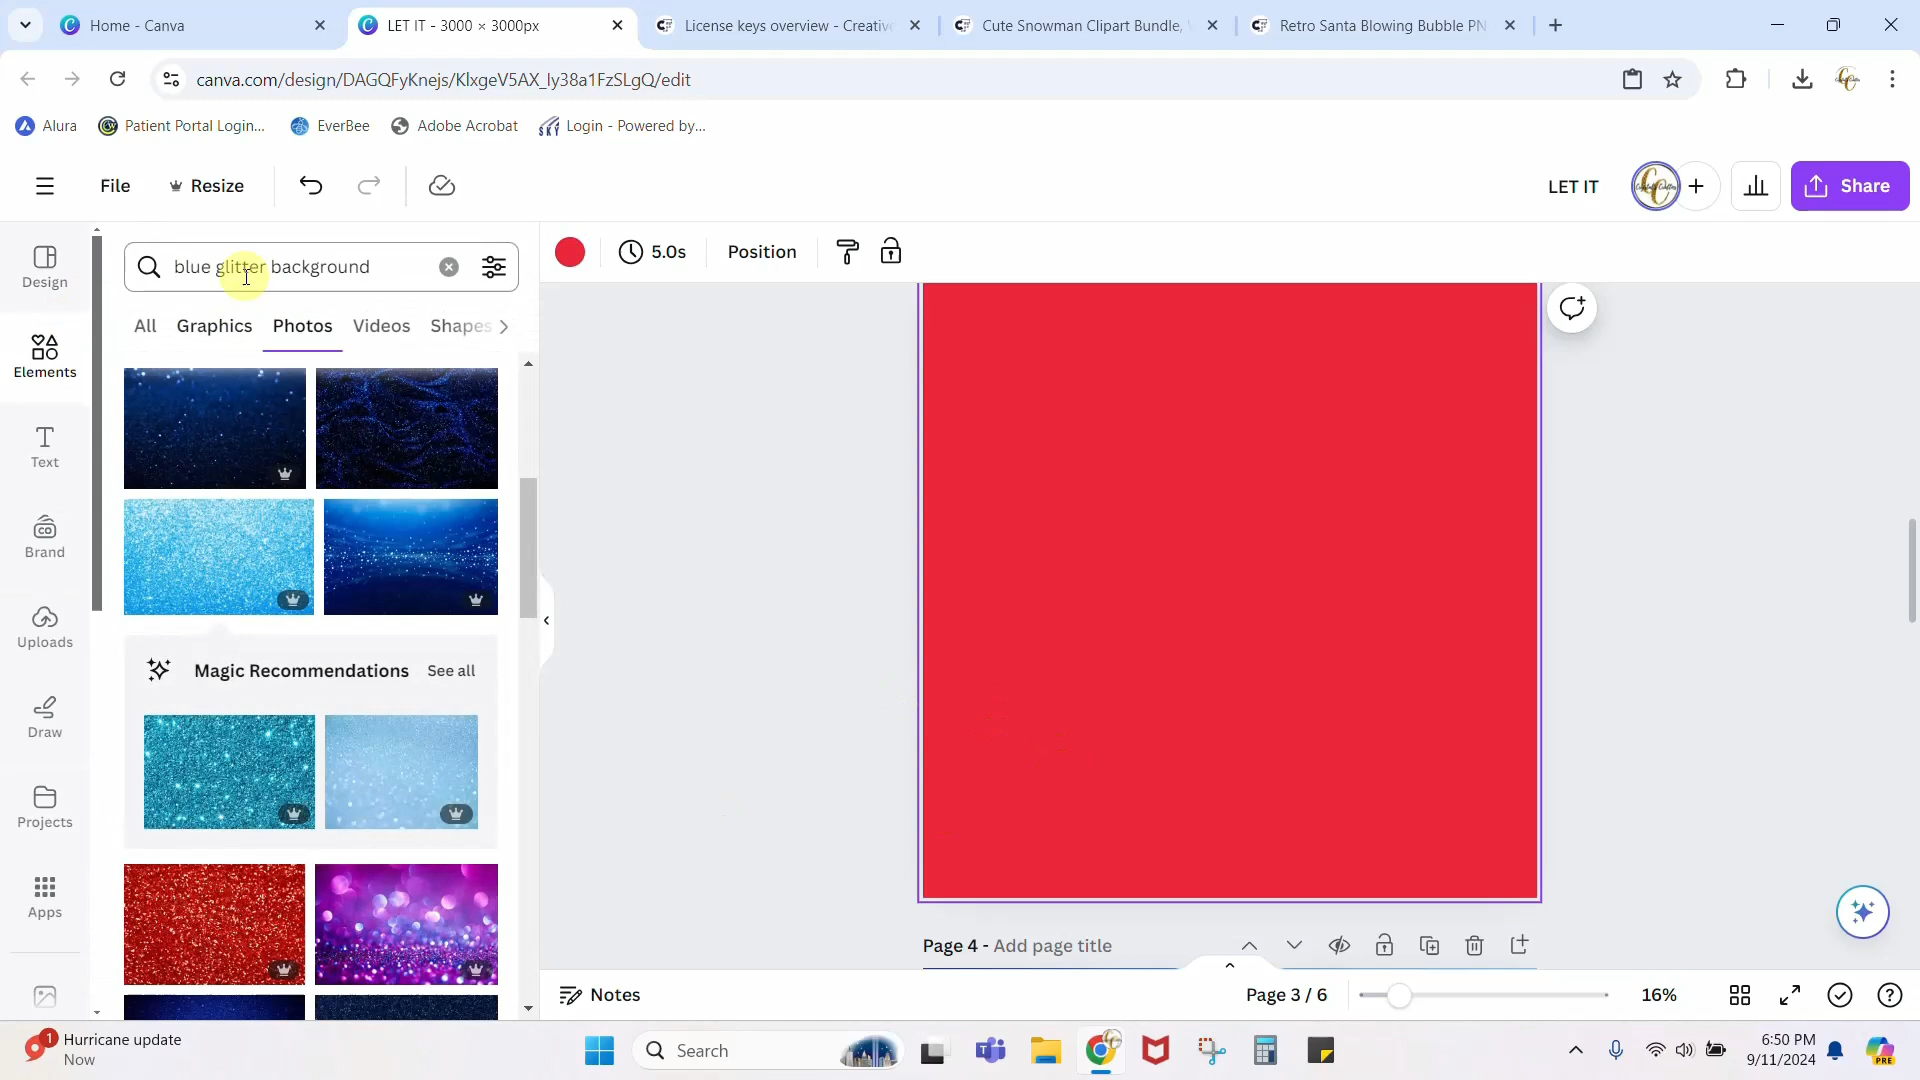 Home - Canva
LET IT - 3000 × 3000px
License keys overview - Creative
Cute Snowman Clipart Bundle,
Retro Santa Blowing Bubble PN
canva.com/design/DAGQFyKnejs/KlxgeV5AX_ly38a1FzSLgQ/edit
Alura
Patient Portal Login...
EverBee
Adobe Acrobat
Login - Powered by...
File
Resize
LET IT
Share
Design
Elements
Text
Brand
Uploads
Draw
Projects
Apps
blue glitter background
All Graphics Photos Videos Shapes
Magic Recommendations See all
5.0s
Position
Page 4 - Add page title
Notes
Page 3 / 6
16%
1
Hurricane update
Now
Search
6:50 PM
9/11/2024
PRE